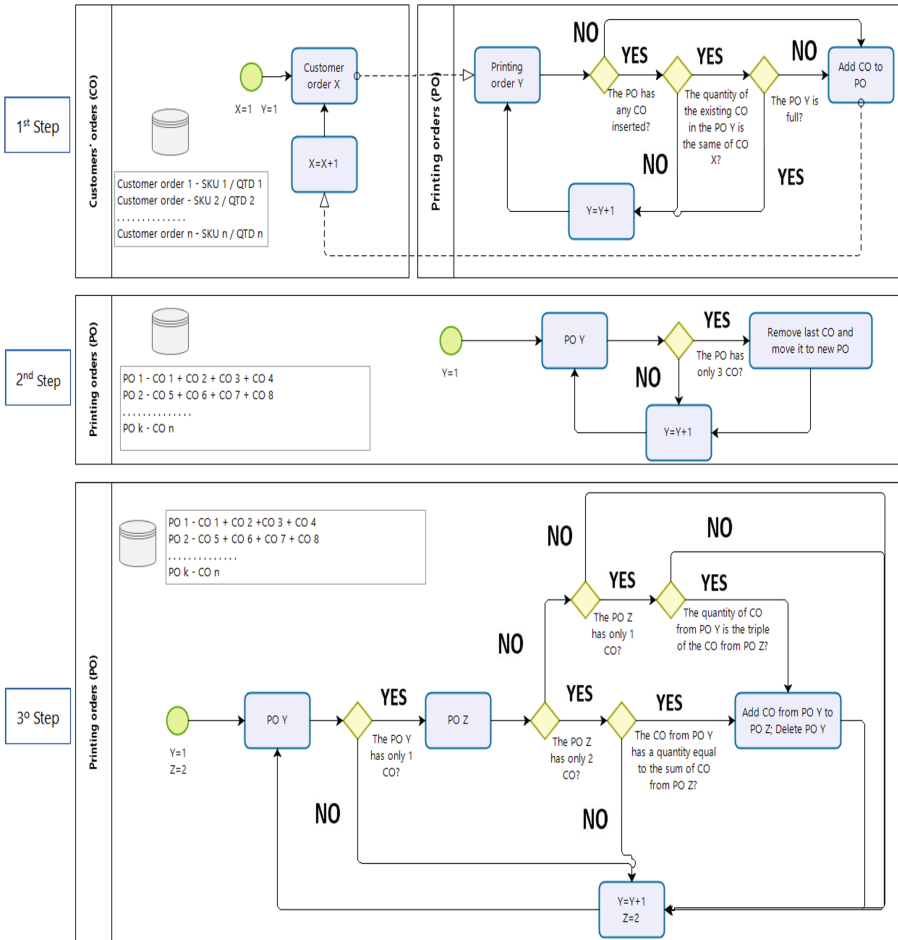 1st Step
Customers' orders (CO)
X=1 Y=1
Customer
order X
X=X+1
Customer order 1 - SKU 1 / QTD 1
Customer order - SKU 2 / QTD 2
. . . . . . . . . . . . . .
Customer order n - SKU n / QTD n
Printing orders (PO)
Printing
order Y
NO
YES
The PO has
any CO
inserted?
YES
The quantity of
the existing CO
in the PO Y is
the same of CO
X?
NO
The PO Y is
full?
Add CO to
PO
NO
YES
Y=Y+1
2nd Step
Printing orders (PO)
PO 1 - CO 1 + CO 2 + CO 3 + CO 4
PO 2 - CO 5 + CO 6 + CO 7 + CO 8
. . . . . . . . . . . . . .
PO k - CO n
Y=1
PO Y
YES
The PO has
only 3 CO?
NO
Remove last CO and
move it to new PO
Y=Y+1
3º Step
Printing orders (PO)
PO 1 - CO 1 + CO 2 +CO 3 + CO 4
PO 2 - CO 5 + CO 6 + CO 7 + CO 8
. . . . . . . . . . . . . .
PO k - CO n
NO
NO
YES
The PO Z
has only 1
CO?
YES
The quantity of CO
from PO Y is the triple
of the CO from PO Z?
NO
Y=1
Z=2
PO Y
YES
The PO Y
has only 1
CO?
PO Z
YES
The PO Z
has only 2
CO?
YES
The CO from PO Y
has a quantity equal
to the sum of CO
from PO Z?
Add CO from PO Y to
PO Z; Delete PO Y
NO
NO
Y=Y+1
Z=2